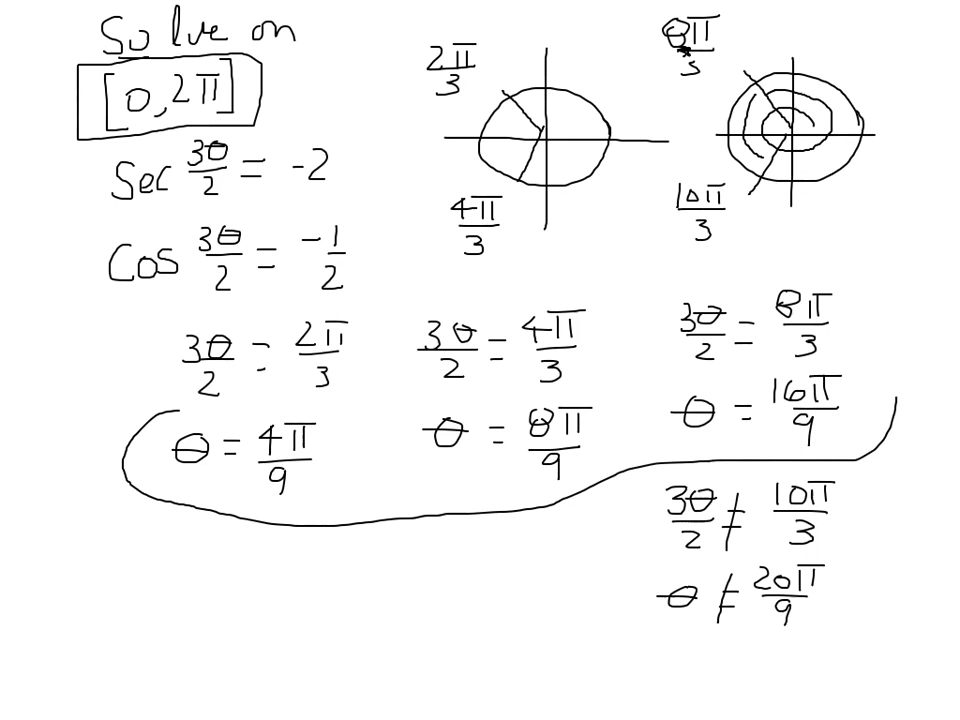 Solve on
[0, 2π]
sec 3θ/2 = -2
cos 3θ/2 = -1/2
2π/3
4π/3
8π/3
10π/3
3θ/2 = 2π/3
θ = 4π/9
3θ/2 = 4π/3
θ = 8π/9
3θ/2 = 8π/3
θ = 16π/9
3θ/2 ≠ 10π/3
θ ≠ 20π/9